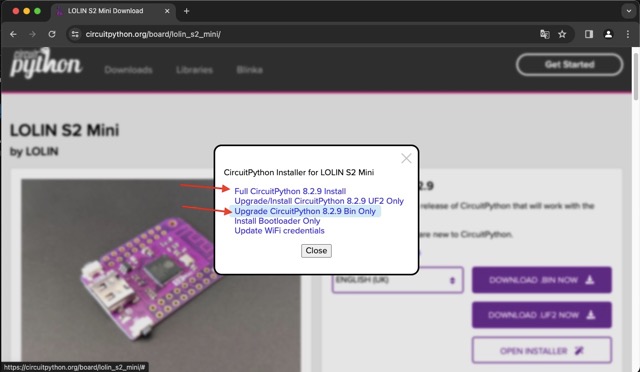 LOLIN S2 Mini Download
circuitpython.org/board/lolin_s2_mini/
circuit
python
Downloads
Libraries
Blinka
Get Started
LOLIN S2 Mini
by LOLIN
CircuitPython Installer for LOLIN S2 Mini
Full CircuitPython 8.2.9 Install
Upgrade/Install CircuitPython 8.2.9 UF2 Only
Upgrade CircuitPython 8.2.9 Bin Only
Install Bootloader Only
Update WiFi credentials
Close
2.9
release of CircuitPython that will work with the
are new to CircuitPython.
ENGLISH (UK)
DOWNLOAD .BIN NOW
DOWNLOAD .UF2 NOW
OPEN INSTALLER
https://circuitpython.org/board/lolin_s2_mini/#